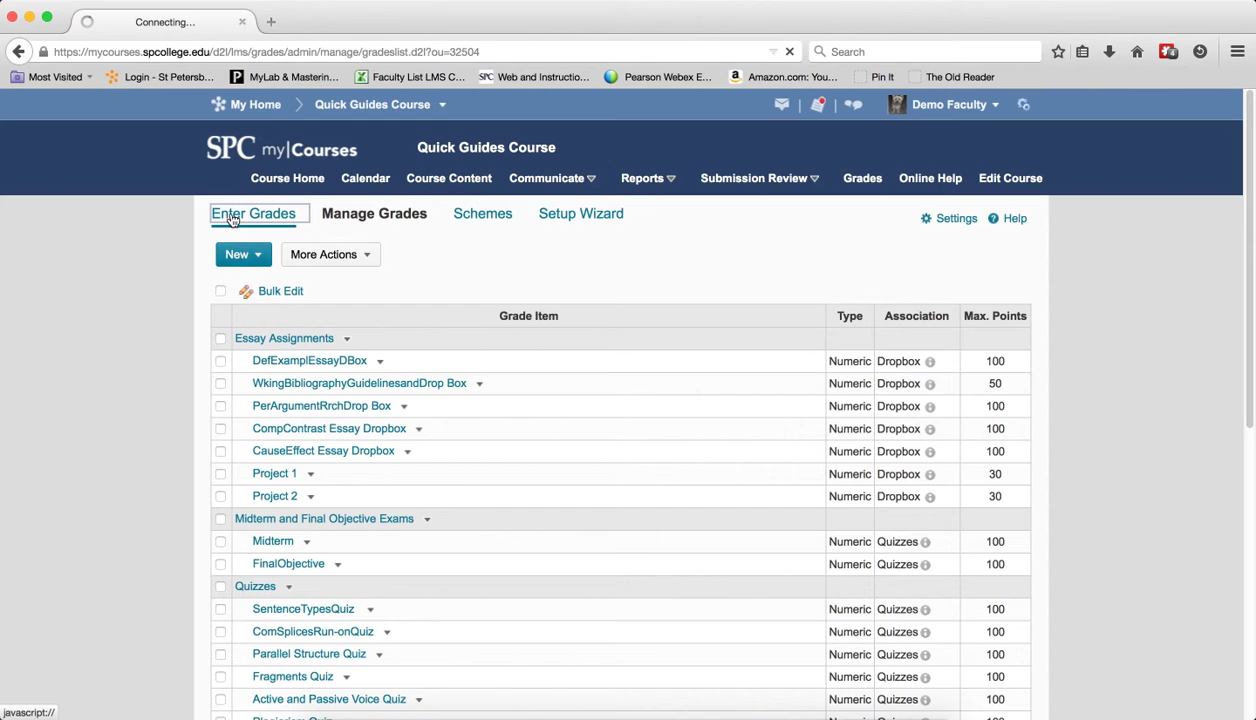 Connecting...
https://mycourses.spcollege.edu/d2l/lms/grades/admin/manage/gradeslist.d2l?ou=32504
Search
Most Visited
Login - St Petersb...
MyLab & Mastering...
Faculty List LMS C...
SPC Web and Instructio...
Pearson Webex E...
Amazon.com: You...
Pin It
The Old Reader
My Home
Quick Guides Course
Demo Faculty
SPC my|Courses
Quick Guides Course
Course Home Calendar Course Content Communicate Reports Submission Review Grades Online Help Edit Course
Enter Grades Manage Grades Schemes Setup Wizard Settings Help
New More Actions
Bulk Edit
Grade Item Type Association Max. Points
Essay Assignments
DefExamplEssayDBox Numeric Dropbox 100
WkingBibliographyGuidelinesandDrop Box Numeric Dropbox 50
PerArgumentRrchDrop Box Numeric Dropbox 100
CompContrast Essay Dropbox Numeric Dropbox 100
CauseEffect Essay Dropbox Numeric Dropbox 100
Project 1 Numeric Dropbox 30
Project 2 Numeric Dropbox 30
Midterm and Final Objective Exams
Midterm Numeric Quizzes 100
FinalObjective Numeric Quizzes 100
Quizzes
SentenceTypesQuiz Numeric Quizzes 100
ComSplicesRun-onQuiz Numeric Quizzes 100
Parallel Structure Quiz Numeric Quizzes 100
Fragments Quiz Numeric Quizzes 100
Active and Passive Voice Quiz Numeric Quizzes 100
javascript://